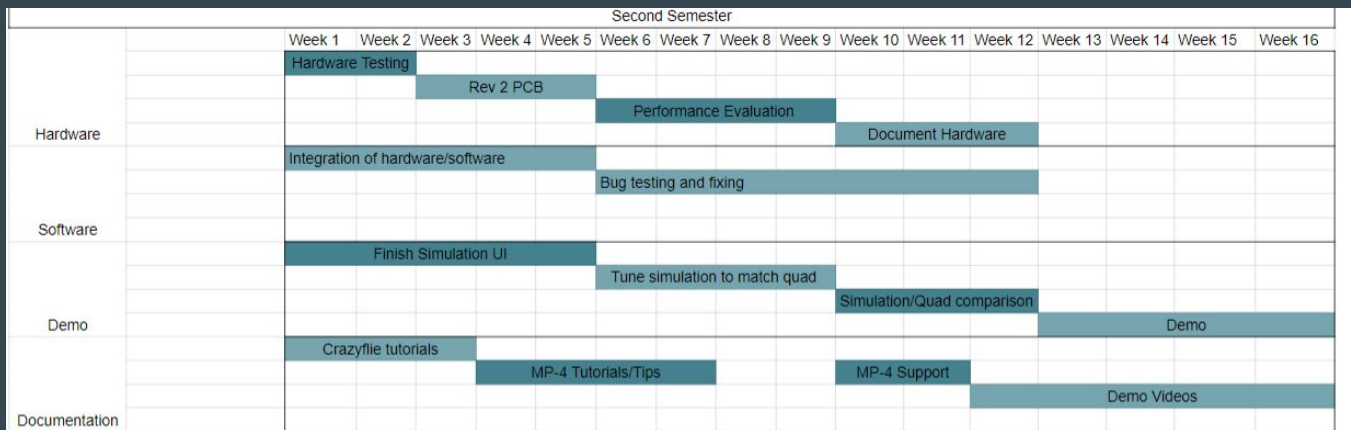 Second Semester
Week 1 Week 2 Week 3 Week 4 Week 5 Week 6 Week 7 Week 8 Week 9 Week 10 Week 11 Week 12 Week 13 Week 14 Week 15 Week 16
Hardware Testing
Rev 2 PCB
Performance Evaluation
Hardware Document Hardware
Integration of hardware/software
Bug testing and fixing
Software
Finish Simulation UI
Tune simulation to match quad
Simulation/Quad comparison
Demo Demo
Crazyflie tutorials
MP-4 Tutorials/Tips MP-4 Support
Demo Videos
Documentation